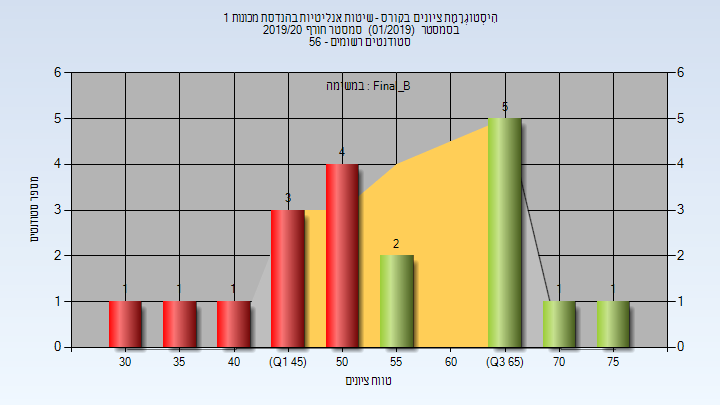 היסטוגרמת ציונים בקורס - שיטות אנליטיות בהנדסת מכונות 1
בסמסטר (01/2019) סמסטר חורף 2019/20
סטודנטים רשומים - 56
במשימה : Final_B
מספר סטודנטים
6 6
5 5
4 4
3 3
2 2
1 1
0 0
1 1 1 3 4 2 5 1 1
30 35 40 (Q1 45) 50 55 60 (Q3 65) 70 75
טווח ציונים